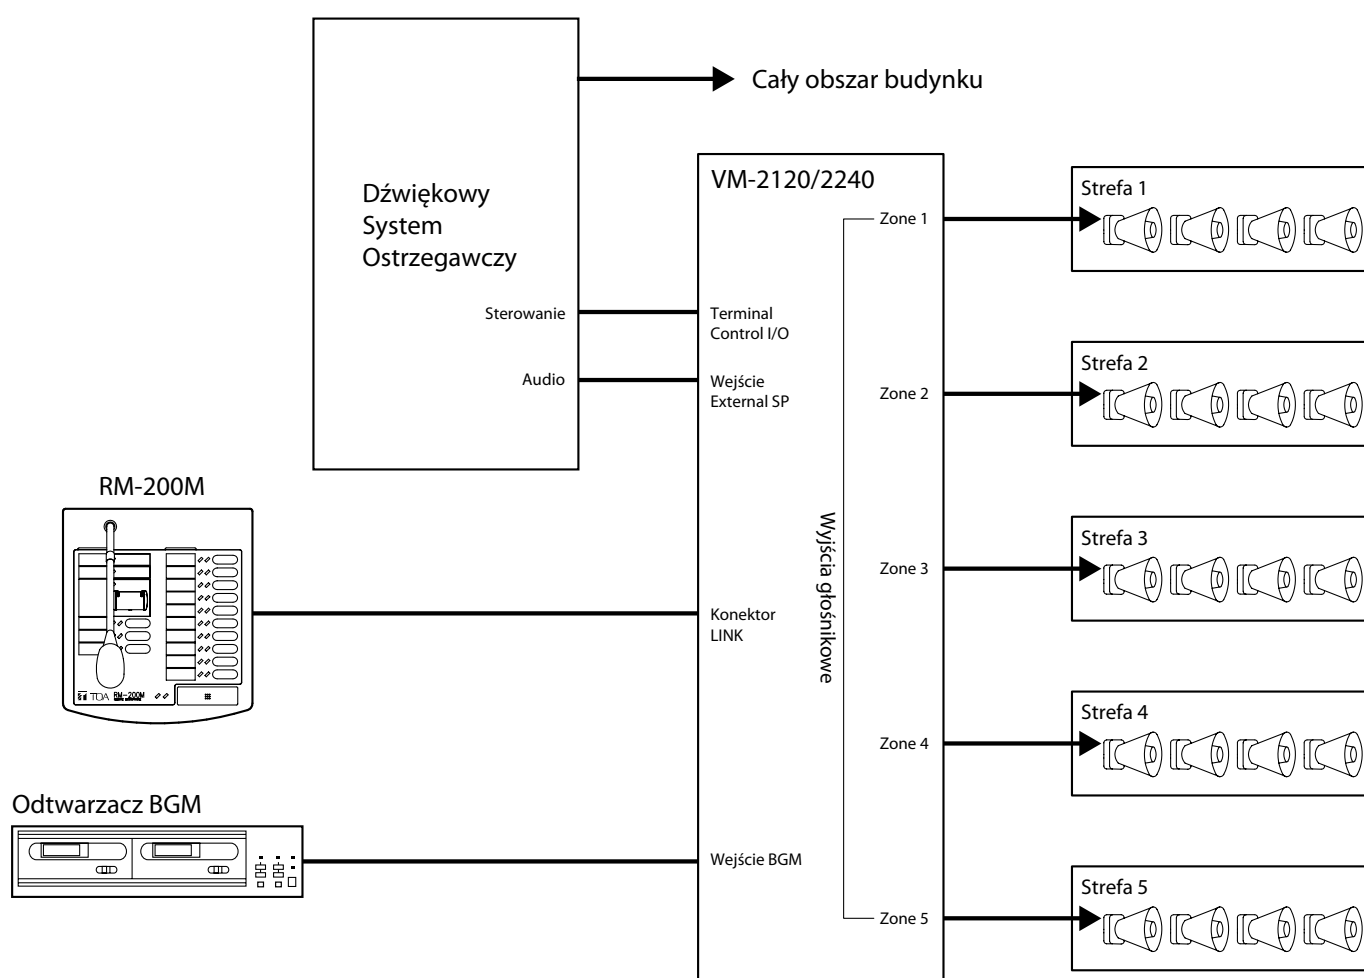 Cały obszar budynku
Dźwiękowy
System
Ostrzegawczy
Sterowanie
Audio
VM-2120/2240
Terminal
Control I/O
Wejście
External SP
Konektor
LINK
Wejście BGM
Wyjścia głośnikowe
Zone 1
Zone 2
Zone 3
Zone 4
Zone 5
Strefa 1
Strefa 2
Strefa 3
Strefa 4
Strefa 5
RM-200M
TOA RM-200M
Odtwarzacz BGM